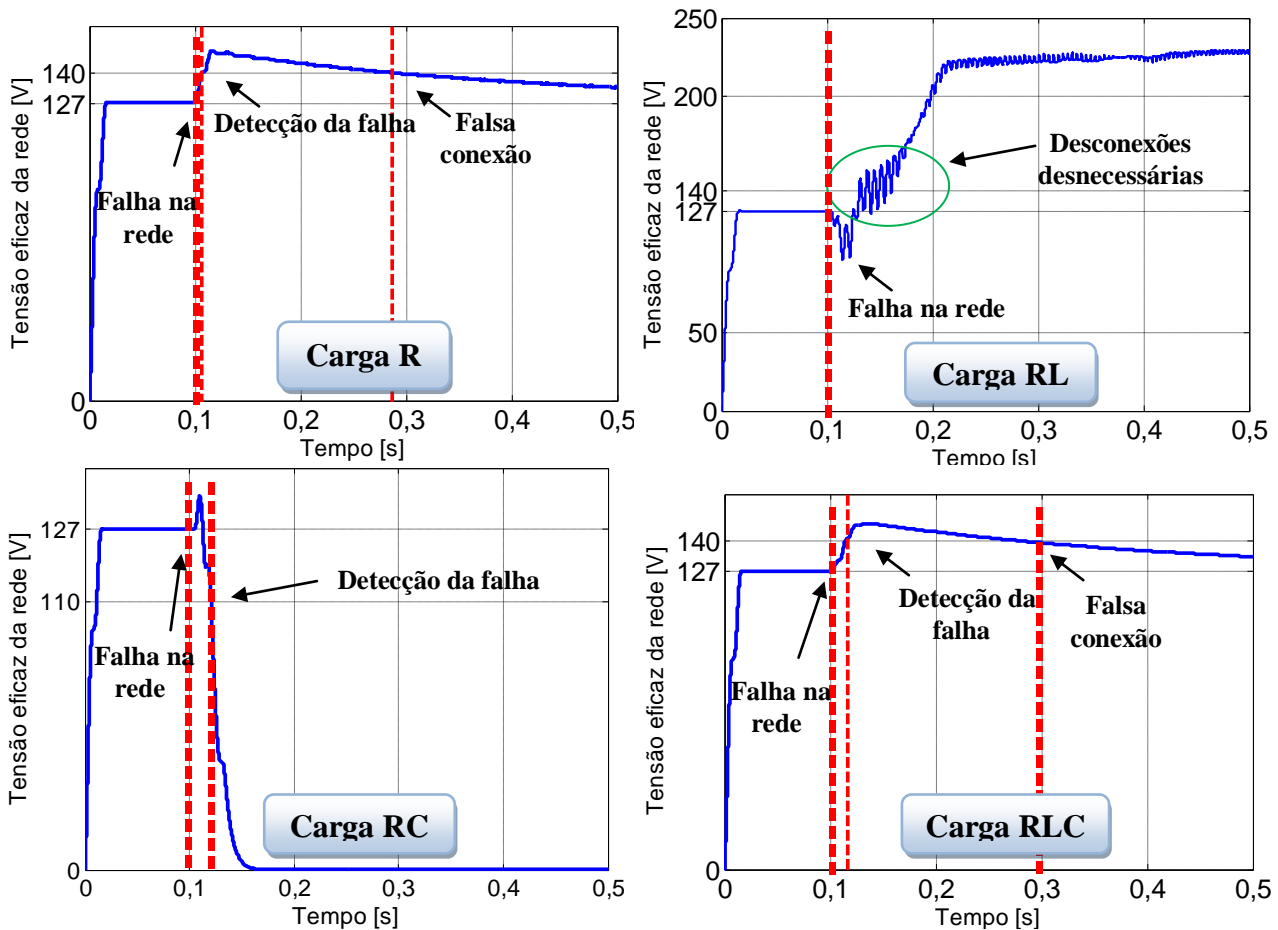 Tensão eficaz da rede [V]
140
127
0
Detecção da falha
Falsa
conexão
Falha na
rede
Carga R
0
0,1
0,2
0,3
0,4
0,5
Tempo [s]
Tensão eficaz da rede [V]
250
200
140
127
50
0
Desconexões
desnecessárias
Falha na rede
Carga RL
0
0,1
0,2
0,3
0,4
0,5
Tempo [s]
Tensão eficaz da rede [V]
127
110
0
Detecção da falha
Falha na
rede
Carga RC
0
0,1
0,2
0,3
0,4
0,5
Tempo [s]
Tensão eficaz da rede [V]
140
127
0
Detecção da
falha
Falsa
conexão
Falha na
rede
Carga RLC
0
0,1
0,2
0,3
0,4
0,5
Tempo [s]